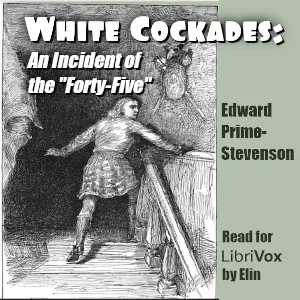 WHITE COCKADES:
An Incident of
the "Forty-Five"
Edward
Prime-
Stevenson
Read for
LibriVox
by Elin